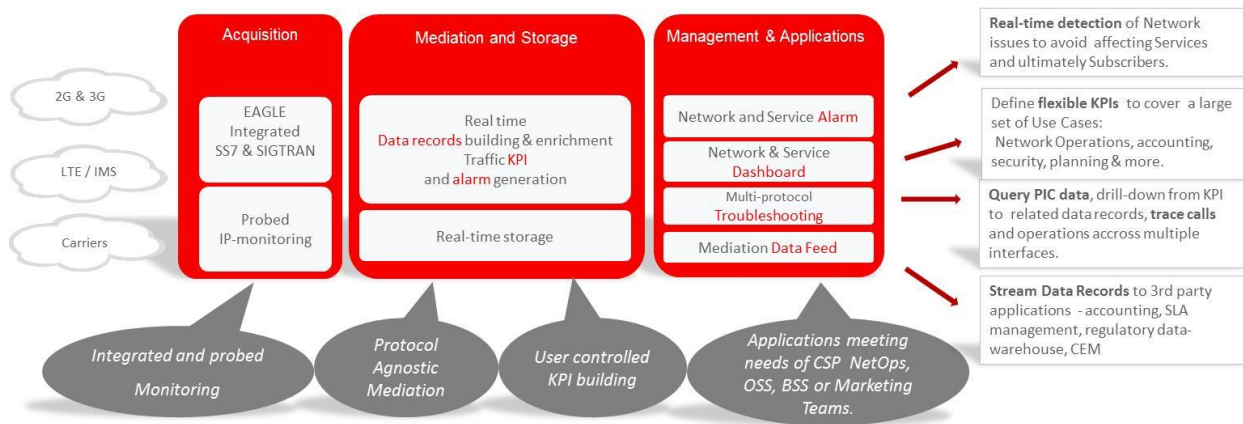 2G & 3G
LTE / IMS
Carriers
Acquisition
EAGLE
Integrated
SS7 & SIGTRAN
Probed
IP-monitoring
Mediation and Storage
Real time
Data records building & enrichment
Traffic KPI
and alarm generation
Real-time storage
Management & Applications
Network and Service Alarm
Network & Service
Dashboard
Multi-protocol
Troubleshooting
Mediation Data Feed
Real-time detection of Network
issues to avoid affecting Services
and ultimately Subscribers.
Define flexible KPIs to cover a large
set of Use Cases:
Network Operations, accounting,
security, planning & more.
Query PIC data, drill-down from KPI
to related data records, trace calls
and operations accross multiple
interfaces.
Stream Data Records to 3rd party
applications - accounting, SLA
management, regulatory data-
warehouse, CEM
Integrated and probed
Monitoring
Protocol
Agnostic
Mediation
User controlled
KPI building
Applications meeting
needs of CSP NetOps,
OSS, BSS or Marketing
Teams.